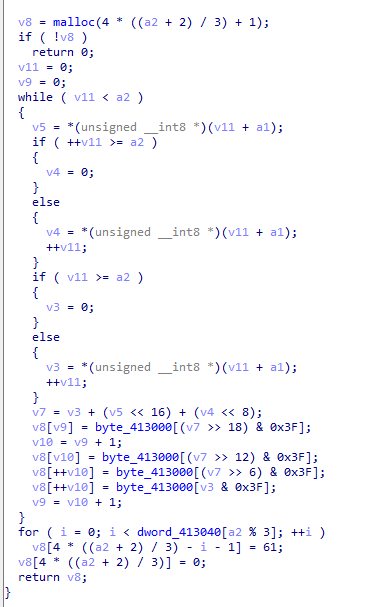 v8 = malloc(4 * ((a2 + 2) / 3) + 1);
if ( !v8 )
return 0;
v11 = 0;
v9 = 0;
while ( v11 < a2 )
{
v5 = *(unsigned __int8 *)(v11 + a1);
if ( ++v11 >= a2 )
{
v4 = 0;
}
else
{
v4 = *(unsigned __int8 *)(v11 + a1);
++v11;
}
if ( v11 >= a2 )
{
v3 = 0;
}
else
{
v3 = *(unsigned __int8 *)(v11 + a1);
++v11;
}
v7 = v3 + (v5 << 16) + (v4 << 8);
v8[v9] = byte_413000[(v7 >> 18) & 0x3F];
v10 = v9 + 1;
v8[v10] = byte_413000[(v7 >> 12) & 0x3F];
v8[++v10] = byte_413000[(v7 >> 6) & 0x3F];
v8[++v10] = byte_413000[v3 & 0x3F];
v9 = v10 + 1;
}
for ( i = 0; i < dword_413040[a2 % 3]; ++i )
v8[4 * ((a2 + 2) / 3) - i - 1] = 61;
v8[4 * ((a2 + 2) / 3)] = 0;
return v8;
}